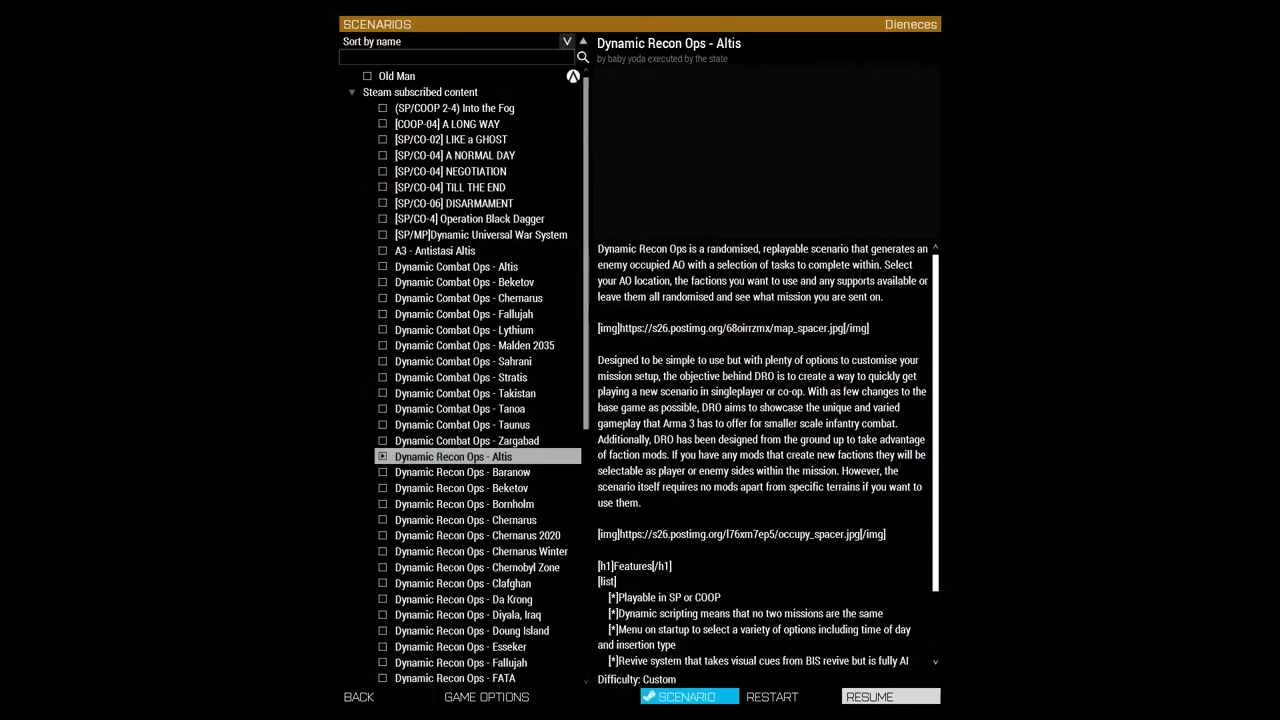 SCENARIOS
Dieneces
Sort by name
V
Old Man
Steam subscribed content
(SP/COOP 2-4) Into the Fog
[COOP-04] A LONG WAY
[SP/CO-02] LIKE a GHOST
[SP/CO-04] A NORMAL DAY
[SP/CO-04] NEGOTIATION
[SP/CO-04] TILL THE END
[SP/CO-06] DISARMAMENT
[SP/CO-4] Operation Black Dagger
[SP/MP]Dynamic Universal War System
A3 - Antistasi Altis
Dynamic Combat Ops - Altis
Dynamic Combat Ops - Beketov
Dynamic Combat Ops - Chernarus
Dynamic Combat Ops - Fallujah
Dynamic Combat Ops - Lythium
Dynamic Combat Ops - Malden 2035
Dynamic Combat Ops - Sahrani
Dynamic Combat Ops - Stratis
Dynamic Combat Ops - Takistan
Dynamic Combat Ops - Tanoa
Dynamic Combat Ops - Taunus
Dynamic Combat Ops - Zargabad
Dynamic Recon Ops - Altis
Dynamic Recon Ops - Baranow
Dynamic Recon Ops - Beketov
Dynamic Recon Ops - Bornholm
Dynamic Recon Ops - Chernarus
Dynamic Recon Ops - Chernarus 2020
Dynamic Recon Ops - Chernarus Winter
Dynamic Recon Ops - Chernobyl Zone
Dynamic Recon Ops - Clafghan
Dynamic Recon Ops - Da Krong
Dynamic Recon Ops - Diyala, Iraq
Dynamic Recon Ops - Doung Island
Dynamic Recon Ops - Esseker
Dynamic Recon Ops - Fallujah
Dynamic Recon Ops - FATA
Dynamic Recon Ops - Altis
by baby yoda executed by the state
Dynamic Recon Ops is a randomised, replayable scenario that generates an
enemy occupied AO with a selection of tasks to complete within. Select
your AO location, the factions you want to use and any supports available or
leave them all randomised and see what mission you are sent on.
[img]https://s26.postimg.org/68oirrzmx/map_spacer.jpg[/img]
Designed to be simple to use but with plenty of options to customise your
mission setup, the objective behind DRO is to create a way to quickly get
playing a new scenario in singleplayer or co-op. With as few changes to the
base game as possible, DRO aims to showcase the unique and varied
gameplay that Arma 3 has to offer for smaller scale infantry combat.
Additionally, DRO has been designed from the ground up to take advantage
of faction mods. If you have any mods that create new factions they will be
selectable as player or enemy sides within the mission. However, the
scenario itself requires no mods apart from specific terrains if you want to
use them.
[img]https://s26.postimg.org/l76xm7ep5/occupy_spacer.jpg[/img]
[h1]Features[/h1]
[list]
[*]Playable in SP or COOP
[*]Dynamic scripting means that no two missions are the same
[*]Menu on startup to select a variety of options including time of day
and insertion type
[*]Revive system that takes visual cues from BIS revive but is fully AI
Difficulty: Custom
BACK
GAME OPTIONS
SCENARIO
RESTART
RESUME